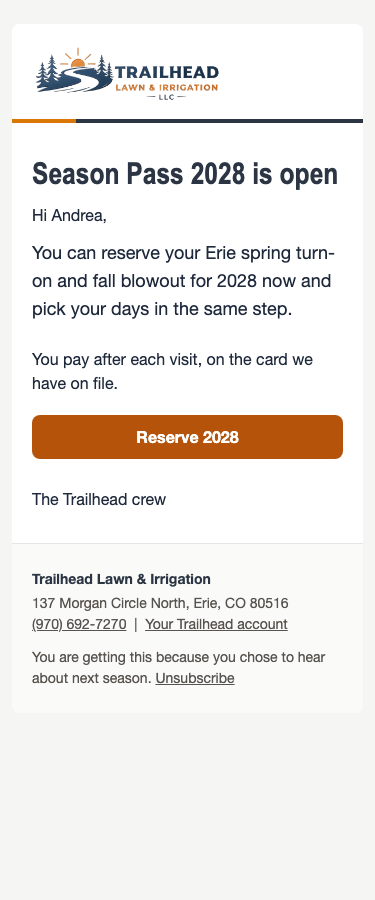 TRAILHEAD
LAWN & IRRIGATION
LLC
Season Pass 2028 is open
Hi Andrea,
You can reserve your Erie spring turn-
on and fall blowout for 2028 now and
pick your days in the same step.
You pay after each visit, on the card we
have on file.
Reserve 2028
The Trailhead crew
Trailhead Lawn & Irrigation
137 Morgan Circle North, Erie, CO 80516
(970) 692-7270 | Your Trailhead account
You are getting this because you chose to hear
about next season. Unsubscribe